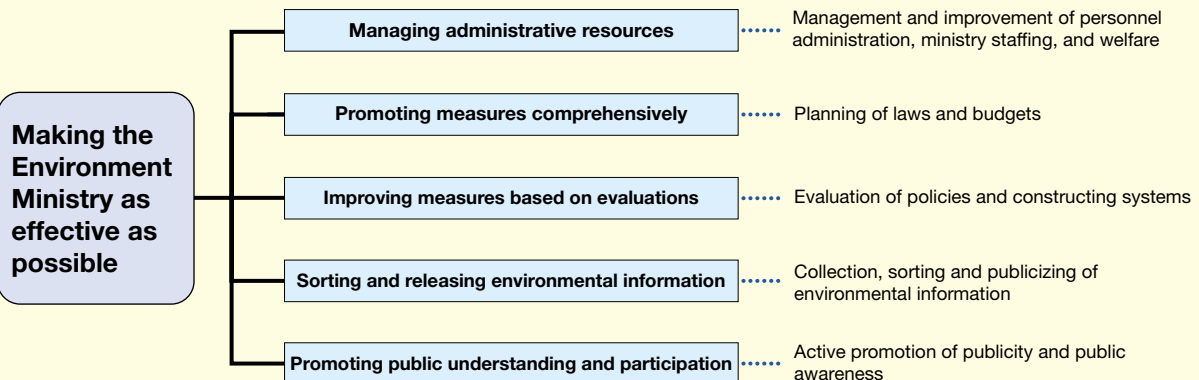 Making the
Environment
Ministry as
effective as
possible
Managing administrative resources
Management and improvement of personnel
administration, ministry staffing, and welfare
Promoting measures comprehensively
Planning of laws and budgets
Improving measures based on evaluations
Evaluation of policies and constructing systems
Sorting and releasing environmental information
Collection, sorting and publicizing of
environmental information
Promoting public understanding and participation
Active promotion of publicity and public
awareness